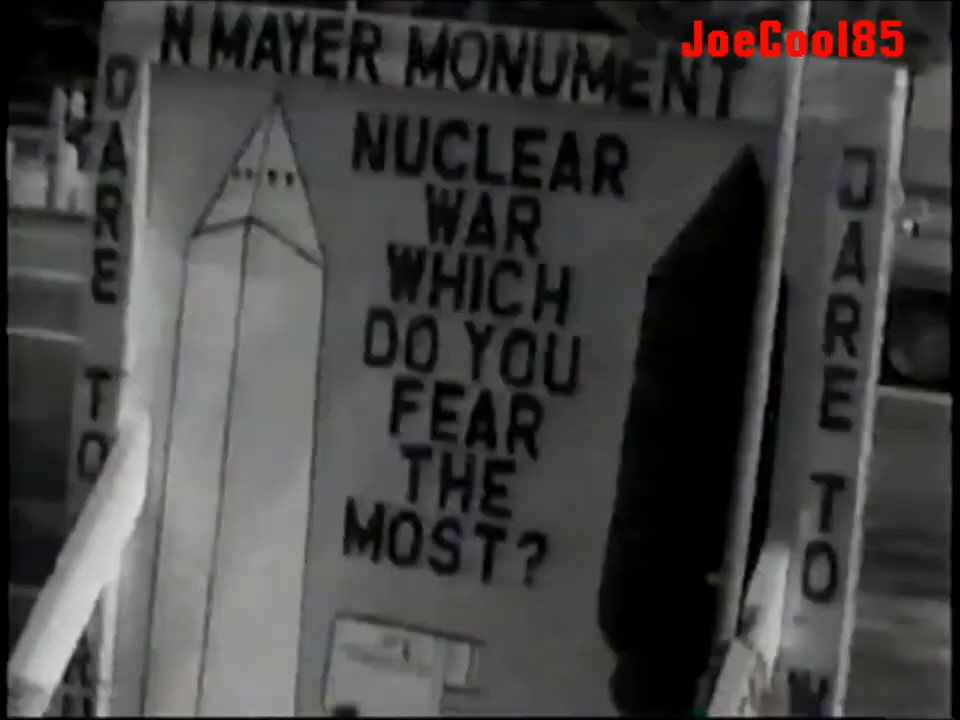 JoeCool85
N MAYER MONUMENT
DARE TO
NUCLEAR
WAR
WHICH
DO YOU
FEAR
THE
MOST?
DARE TO